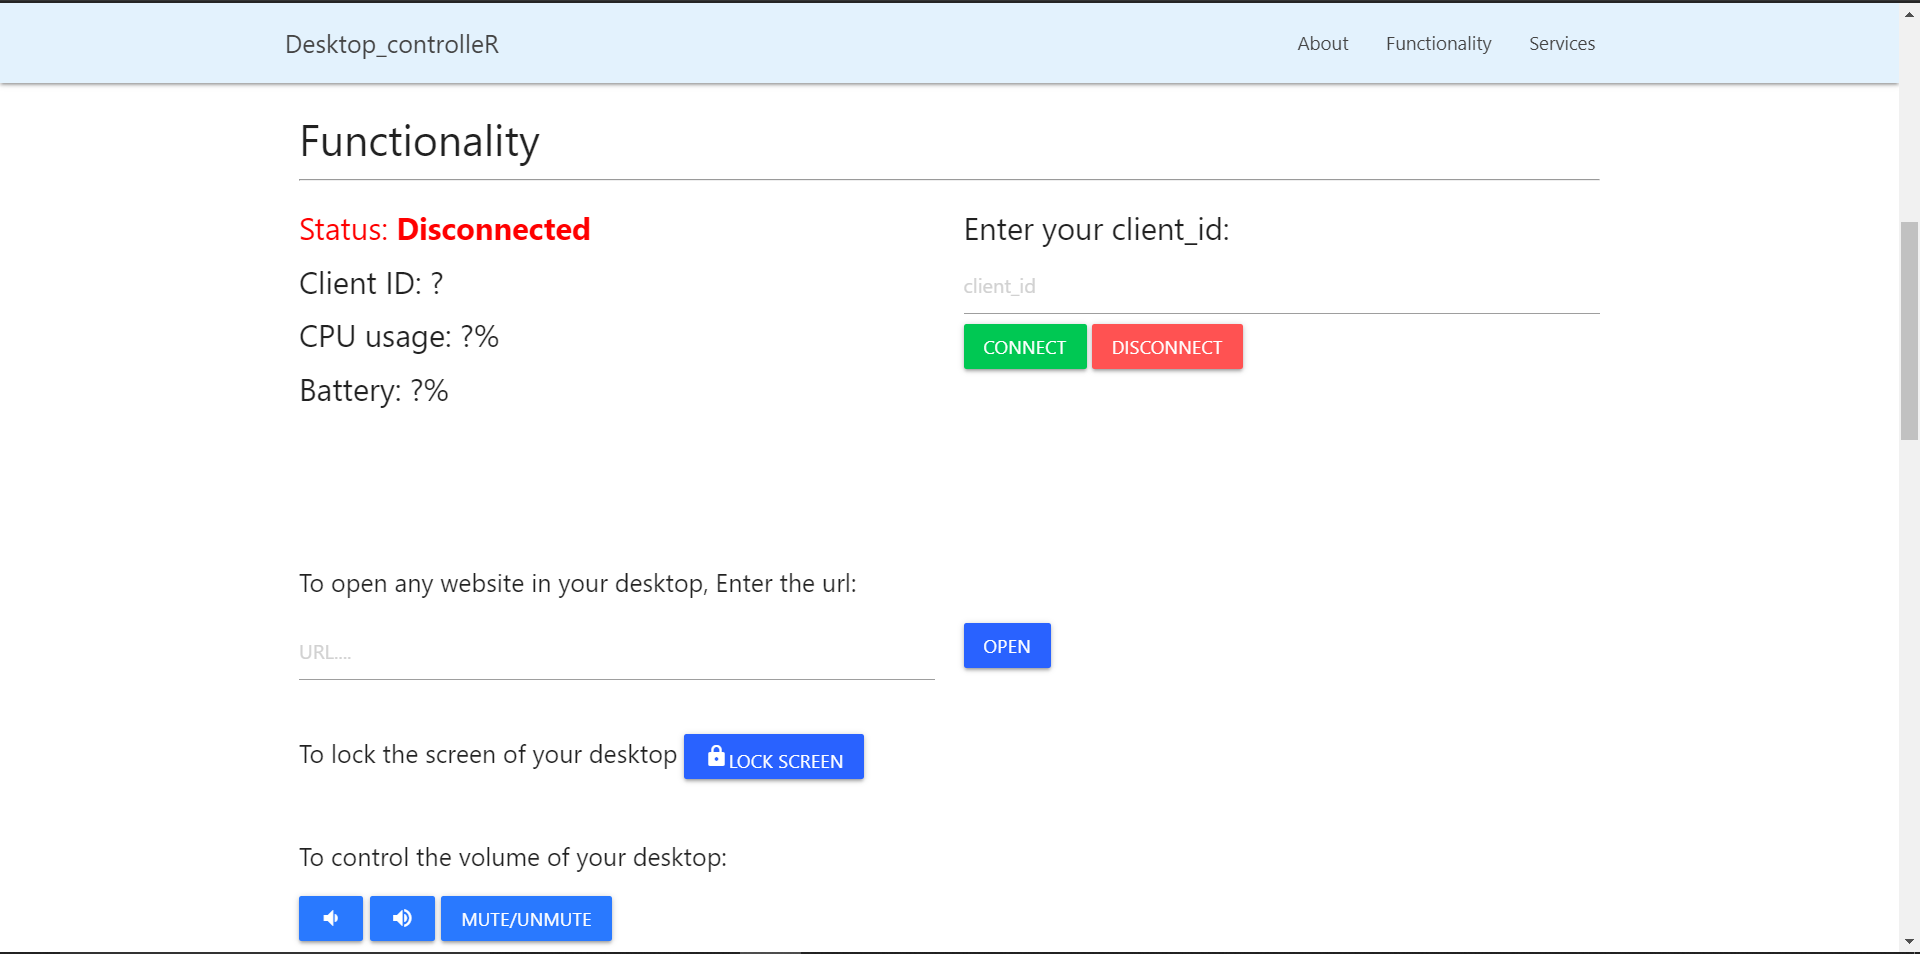 Desktop_controlleR
About Functionality Services
Functionality
Status: Disconnected
Client ID: ?
CPU usage: ?%
Battery: ?%
Enter your client_id:
client_id
CONNECT DISCONNECT
To open any website in your desktop, Enter the url:
URL....
OPEN
To lock the screen of your desktop LOCK SCREEN
To control the volume of your desktop:
MUTE/UNMUTE